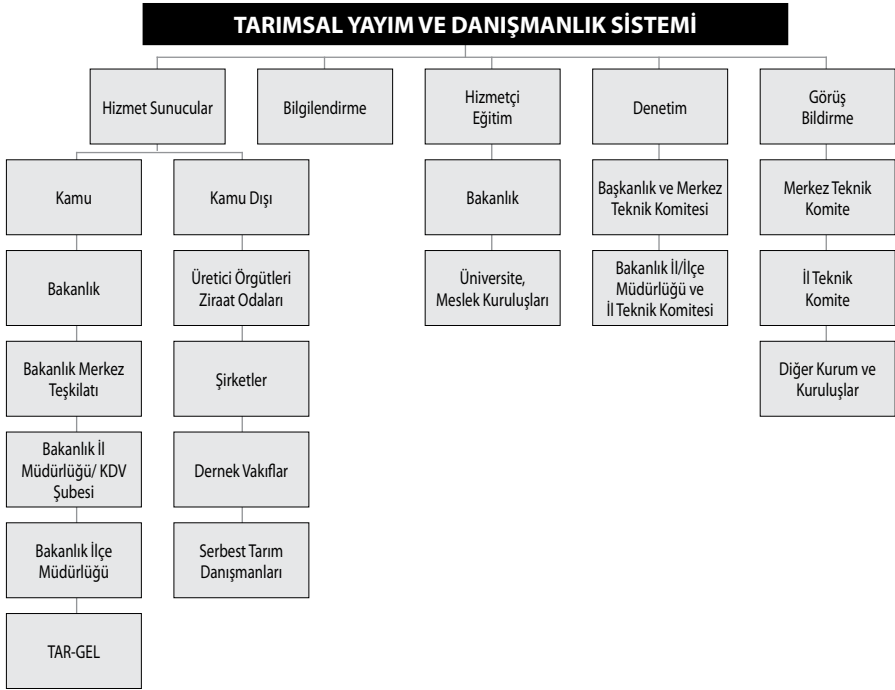 TARIMSAL YAYIM VE DANIŞMANLIK SİSTEMİ
Hizmet Sunucular
Bilgilendirme
Hizmetçi
Eğitim
Denetim
Görüş
Bildirme
Kamu
Kamu Dışı
Bakanlık
Başkanlık ve Merkez
Teknik Komitesi
Merkez Teknik
Komite
Bakanlık
Üretici Örgütleri
Ziraat Odaları
Üniversite,
Meslek Kuruluşları
Bakanlık İl/İlçe
Müdürlüğü ve
İl Teknik Komitesi
İl Teknik
Komite
Bakanlık Merkez
Teşkilatı
Şirketler
Diğer Kurum ve
Kuruluşlar
Bakanlık İl
Müdürlüğü/ KDV
Şubesi
Dernek Vakıflar
Bakanlık İlçe
Müdürlüğü
Serbest Tarım
Danışmanları
TAR-GEL